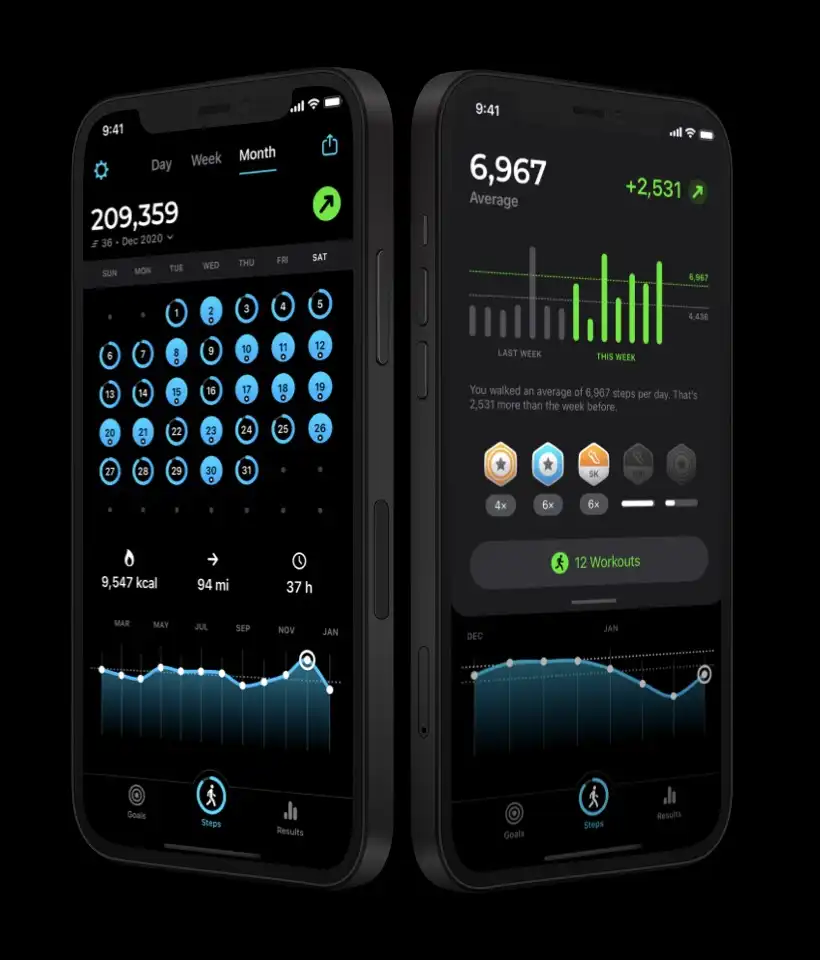 9:41
Day Week Month
209,359
36 - Dec 2020
SUN MON TUE WED THU FRI SAT
1 2 3 4 5
6 7 8 9 10 11 12
13 14 15 16 17 18 19
20 21 22 23 24 25 26
27 28 29 30 31
9,547 kcal 94 mi 37 h
MAR MAY JUL SEP NOV JAN
Goals Steps Results
9:41
6,967
Average
+2,531
6,967
4,436
LAST WEEK THIS WEEK
You walked an average of 6,967 steps per day. That's
2,531 more than the week before.
5K
4× 6× 6×
12 Workouts
DEC JAN
Goals Steps Results